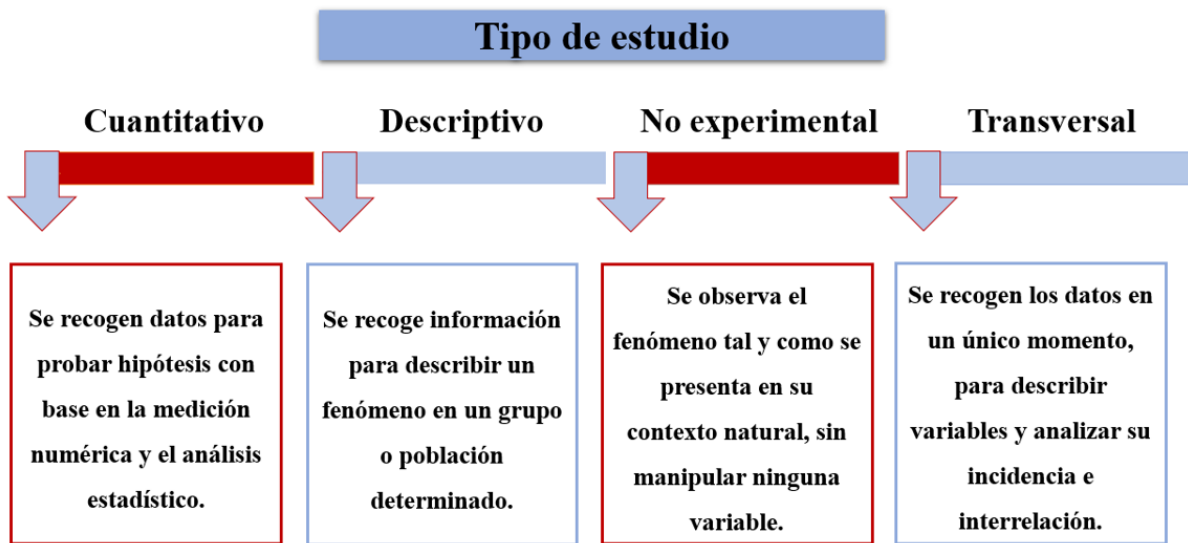 Tipo de estudio
Cuantitativo
Descriptivo
No experimental
Transversal
Se recogen datos para
probar hipótesis con
base en la medición
numérica y el análisis
estadístico.
Se recoge información
para describir un
fenómeno en un grupo
o población
determinado.
Se observa el
fenómeno tal y como se
presenta en su
contexto natural, sin
manipular ninguna
variable.
Se recogen los datos en
un único momento,
para describir
variables y analizar su
incidencia e
interrelación.